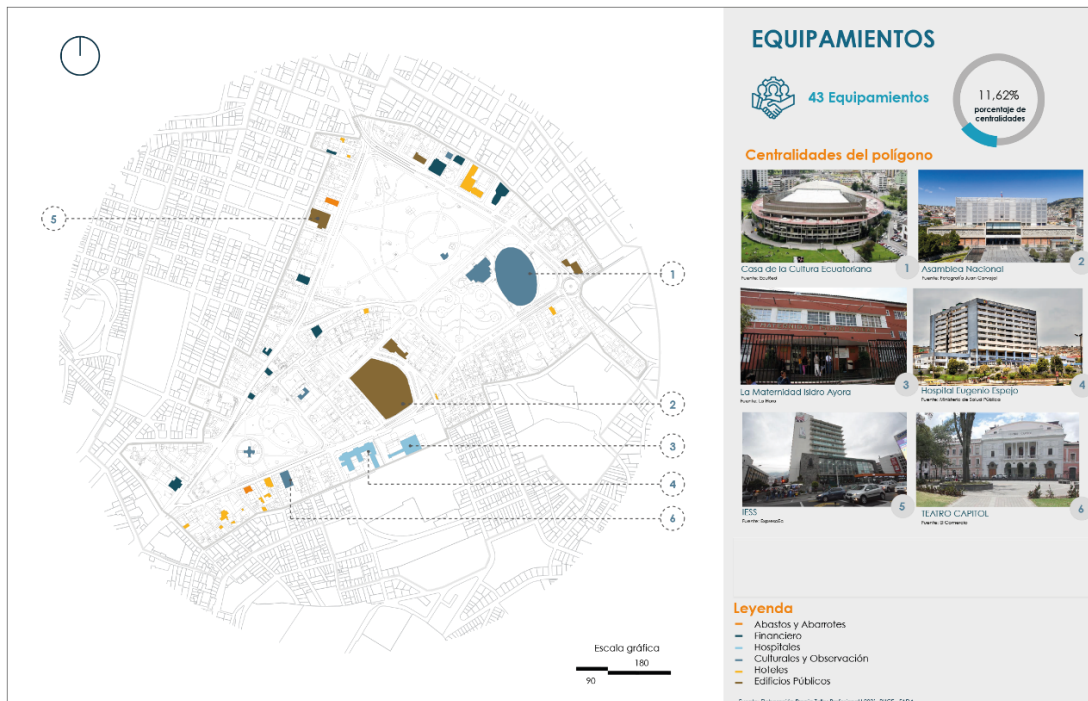 EQUIPAMIENTOS
43 Equipamientos
11,62%
porcentaje de
centralidades
Centralidades del polígono
Casa de la Cultura Ecuatoriana
1
Fuente: EcuRed
Asamblea Nacional
2
Fuente: Fotografía Juan Carvajal
La Maternidad Isidro Ayora
3
Fuente: La Hora
Hospital Eugenio Espejo
4
Fuente: Ministerio de Salud Pública
IESS
5
TEATRO CAPITOL
6
Fuente: El Comercio
5
1
2
3
4
6
Escala gráfica
180
90
Leyenda
Abastos y Abarrotes
Financiero
Hospitales
Culturales y Observación
Hoteles
Edificios Públicos